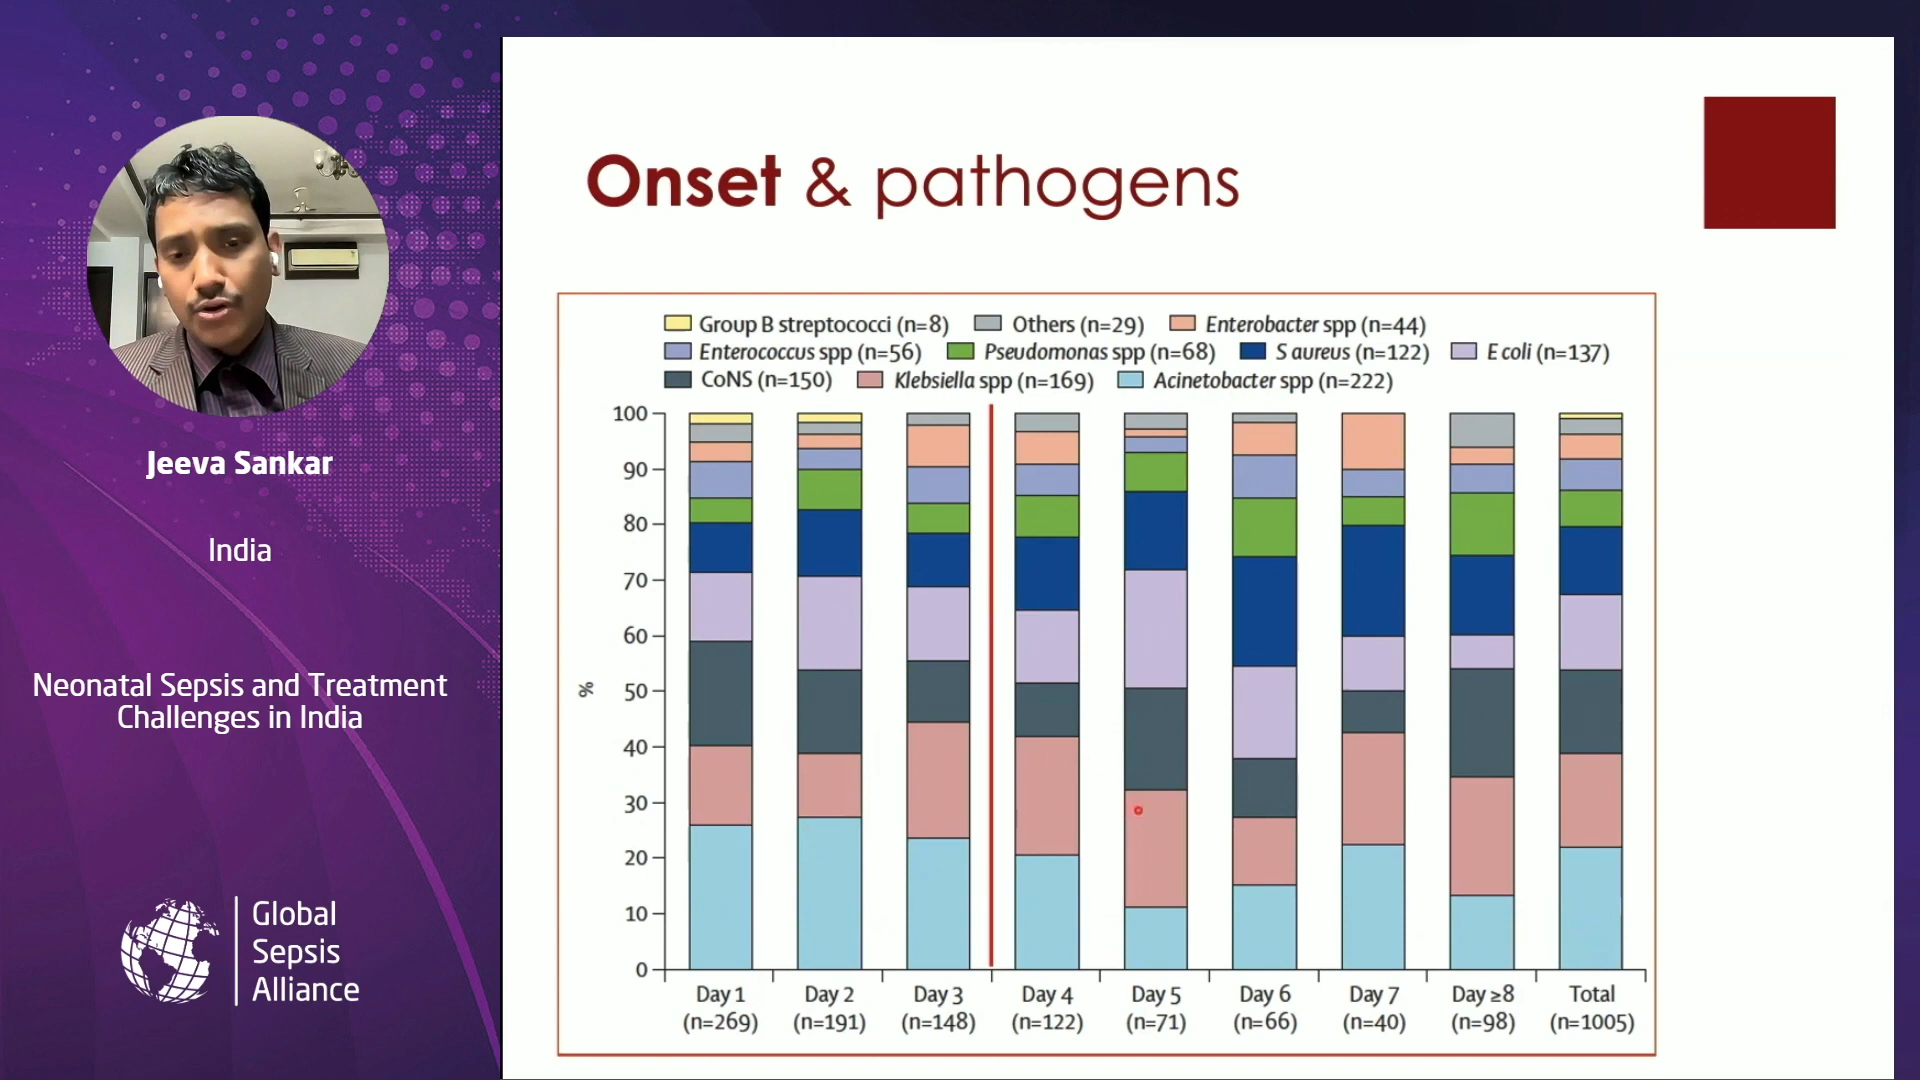 Jeeva Sankar
India
Neonatal Sepsis and Treatment
Challenges in India
Global
Sepsis
Alliance
Onset & pathogens
Group B streptococci (n=8) Others (n=29) Enterobacter spp (n=44)
Enterococcus spp (n=56) Pseudomonas spp (n=68) S aureus (n=122) E coli (n=137)
CoNS (n=150) Klebsiella spp (n=169) Acinetobacter spp (n=222)
100
90
80
70
60
50
40
30
20
10
0
%
Day 1 Day 2 Day 3 Day 4 Day 5 Day 6 Day 7 Day ≥8 Total
(n=269) (n=191) (n=148) (n=122) (n=71) (n=66) (n=40) (n=98) (n=1005)